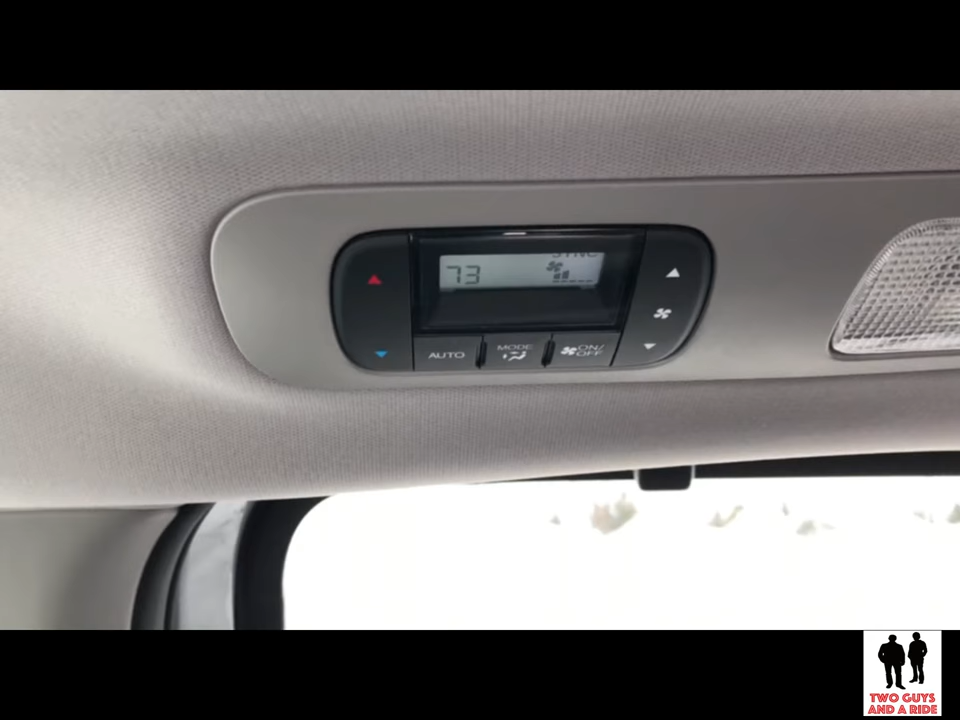 SYNC
73
AUTO
MODE
ON/
OFF
TWO GUYS
AND A RIDE